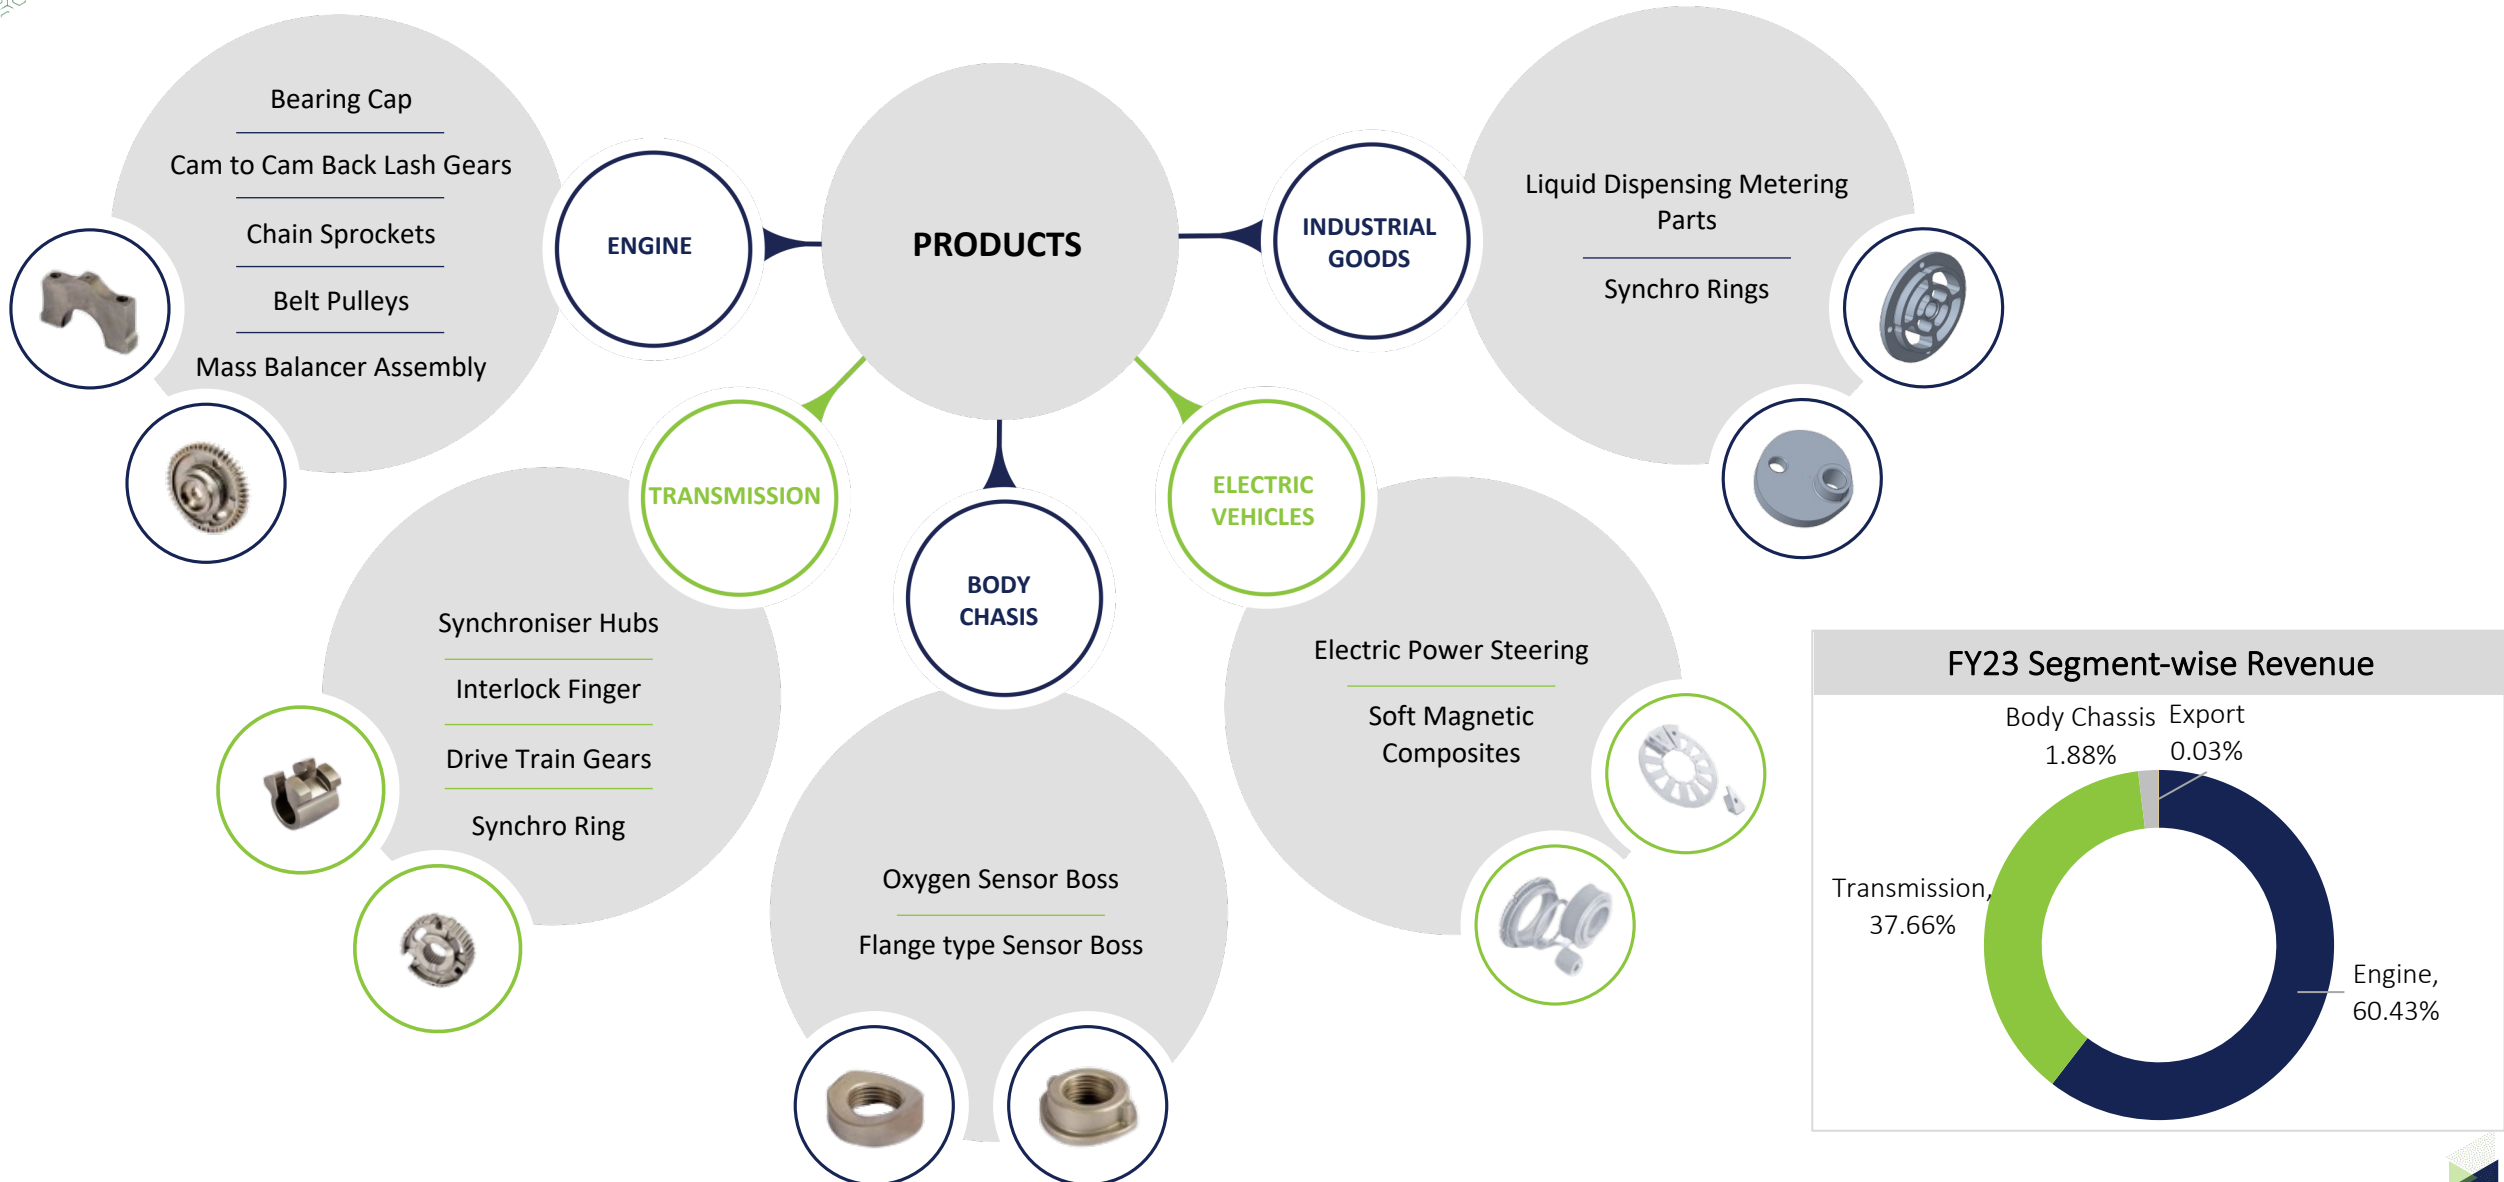 PRODUCTS
ENGINE
Bearing Cap
Cam to Cam Back Lash Gears
Chain Sprockets
Belt Pulleys
Mass Balancer Assembly
TRANSMISSION
Synchroniser Hubs
Interlock Finger
Drive Train Gears
Synchro Ring
BODY
CHASIS
Oxygen Sensor Boss
Flange type Sensor Boss
ELECTRIC
VEHICLES
Electric Power Steering
Soft Magnetic
Composites
INDUSTRIAL
GOODS
Liquid Dispensing Metering
Parts
Synchro Rings
FY23 Segment-wise Revenue
Body Chassis
1.88%
Export
0.03%
Transmission,
37.66%
Engine,
60.43%